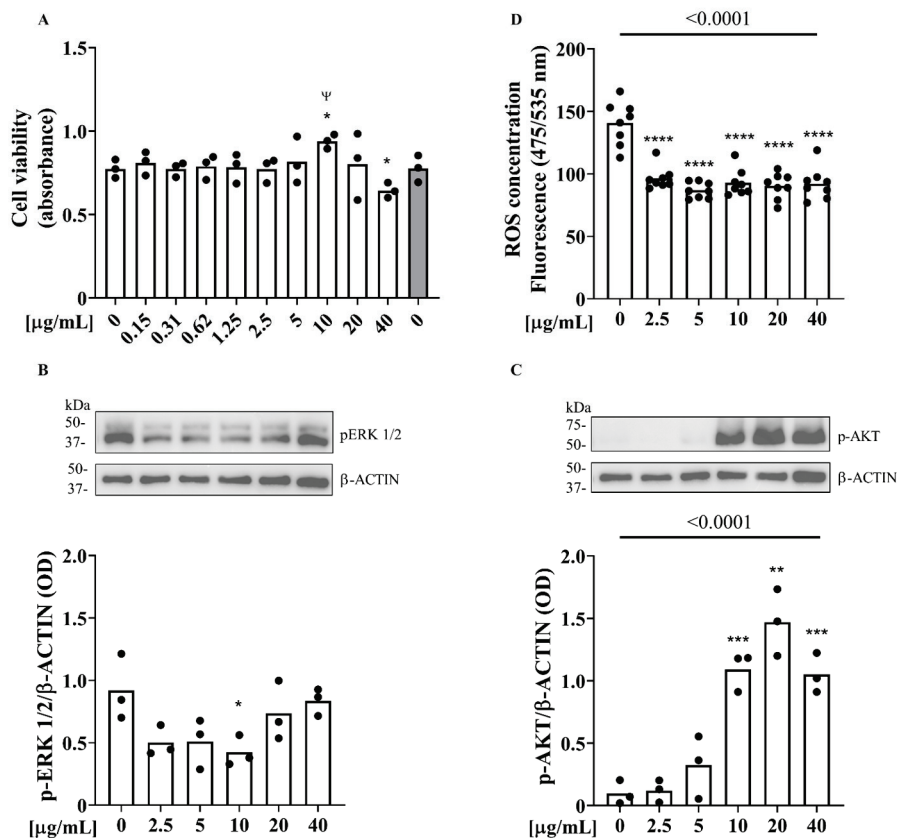 A
1.5
1.0
0.5
0
Cell viability
(absorbance)
Ψ
*
*
[μg/mL]
0 0.15 0.31 0.62 1.25 2.5 5 10 20 40 0
D
<0.0001
200
150
100
50
0
ROS concentration
Fluorescence (475/535 nm)
**** **** **** **** ****
[μg/mL] 0 2.5 5 10 20 40
B
kDa
50-
37-
pERK 1/2
50-
37-
β-ACTIN
2.0
1.5
1.0
0.5
0
p-ERK 1/2/β-ACTIN (OD)
*
[μg/mL] 0 2.5 5 10 20 40
C
kDa
75-
50-
p-AKT
50-
37-
β-ACTIN
<0.0001
2.0
1.5
1.0
0.5
0
p-AKT/β-ACTIN (OD)
*** ** ***
[μg/mL] 0 2.5 5 10 20 40